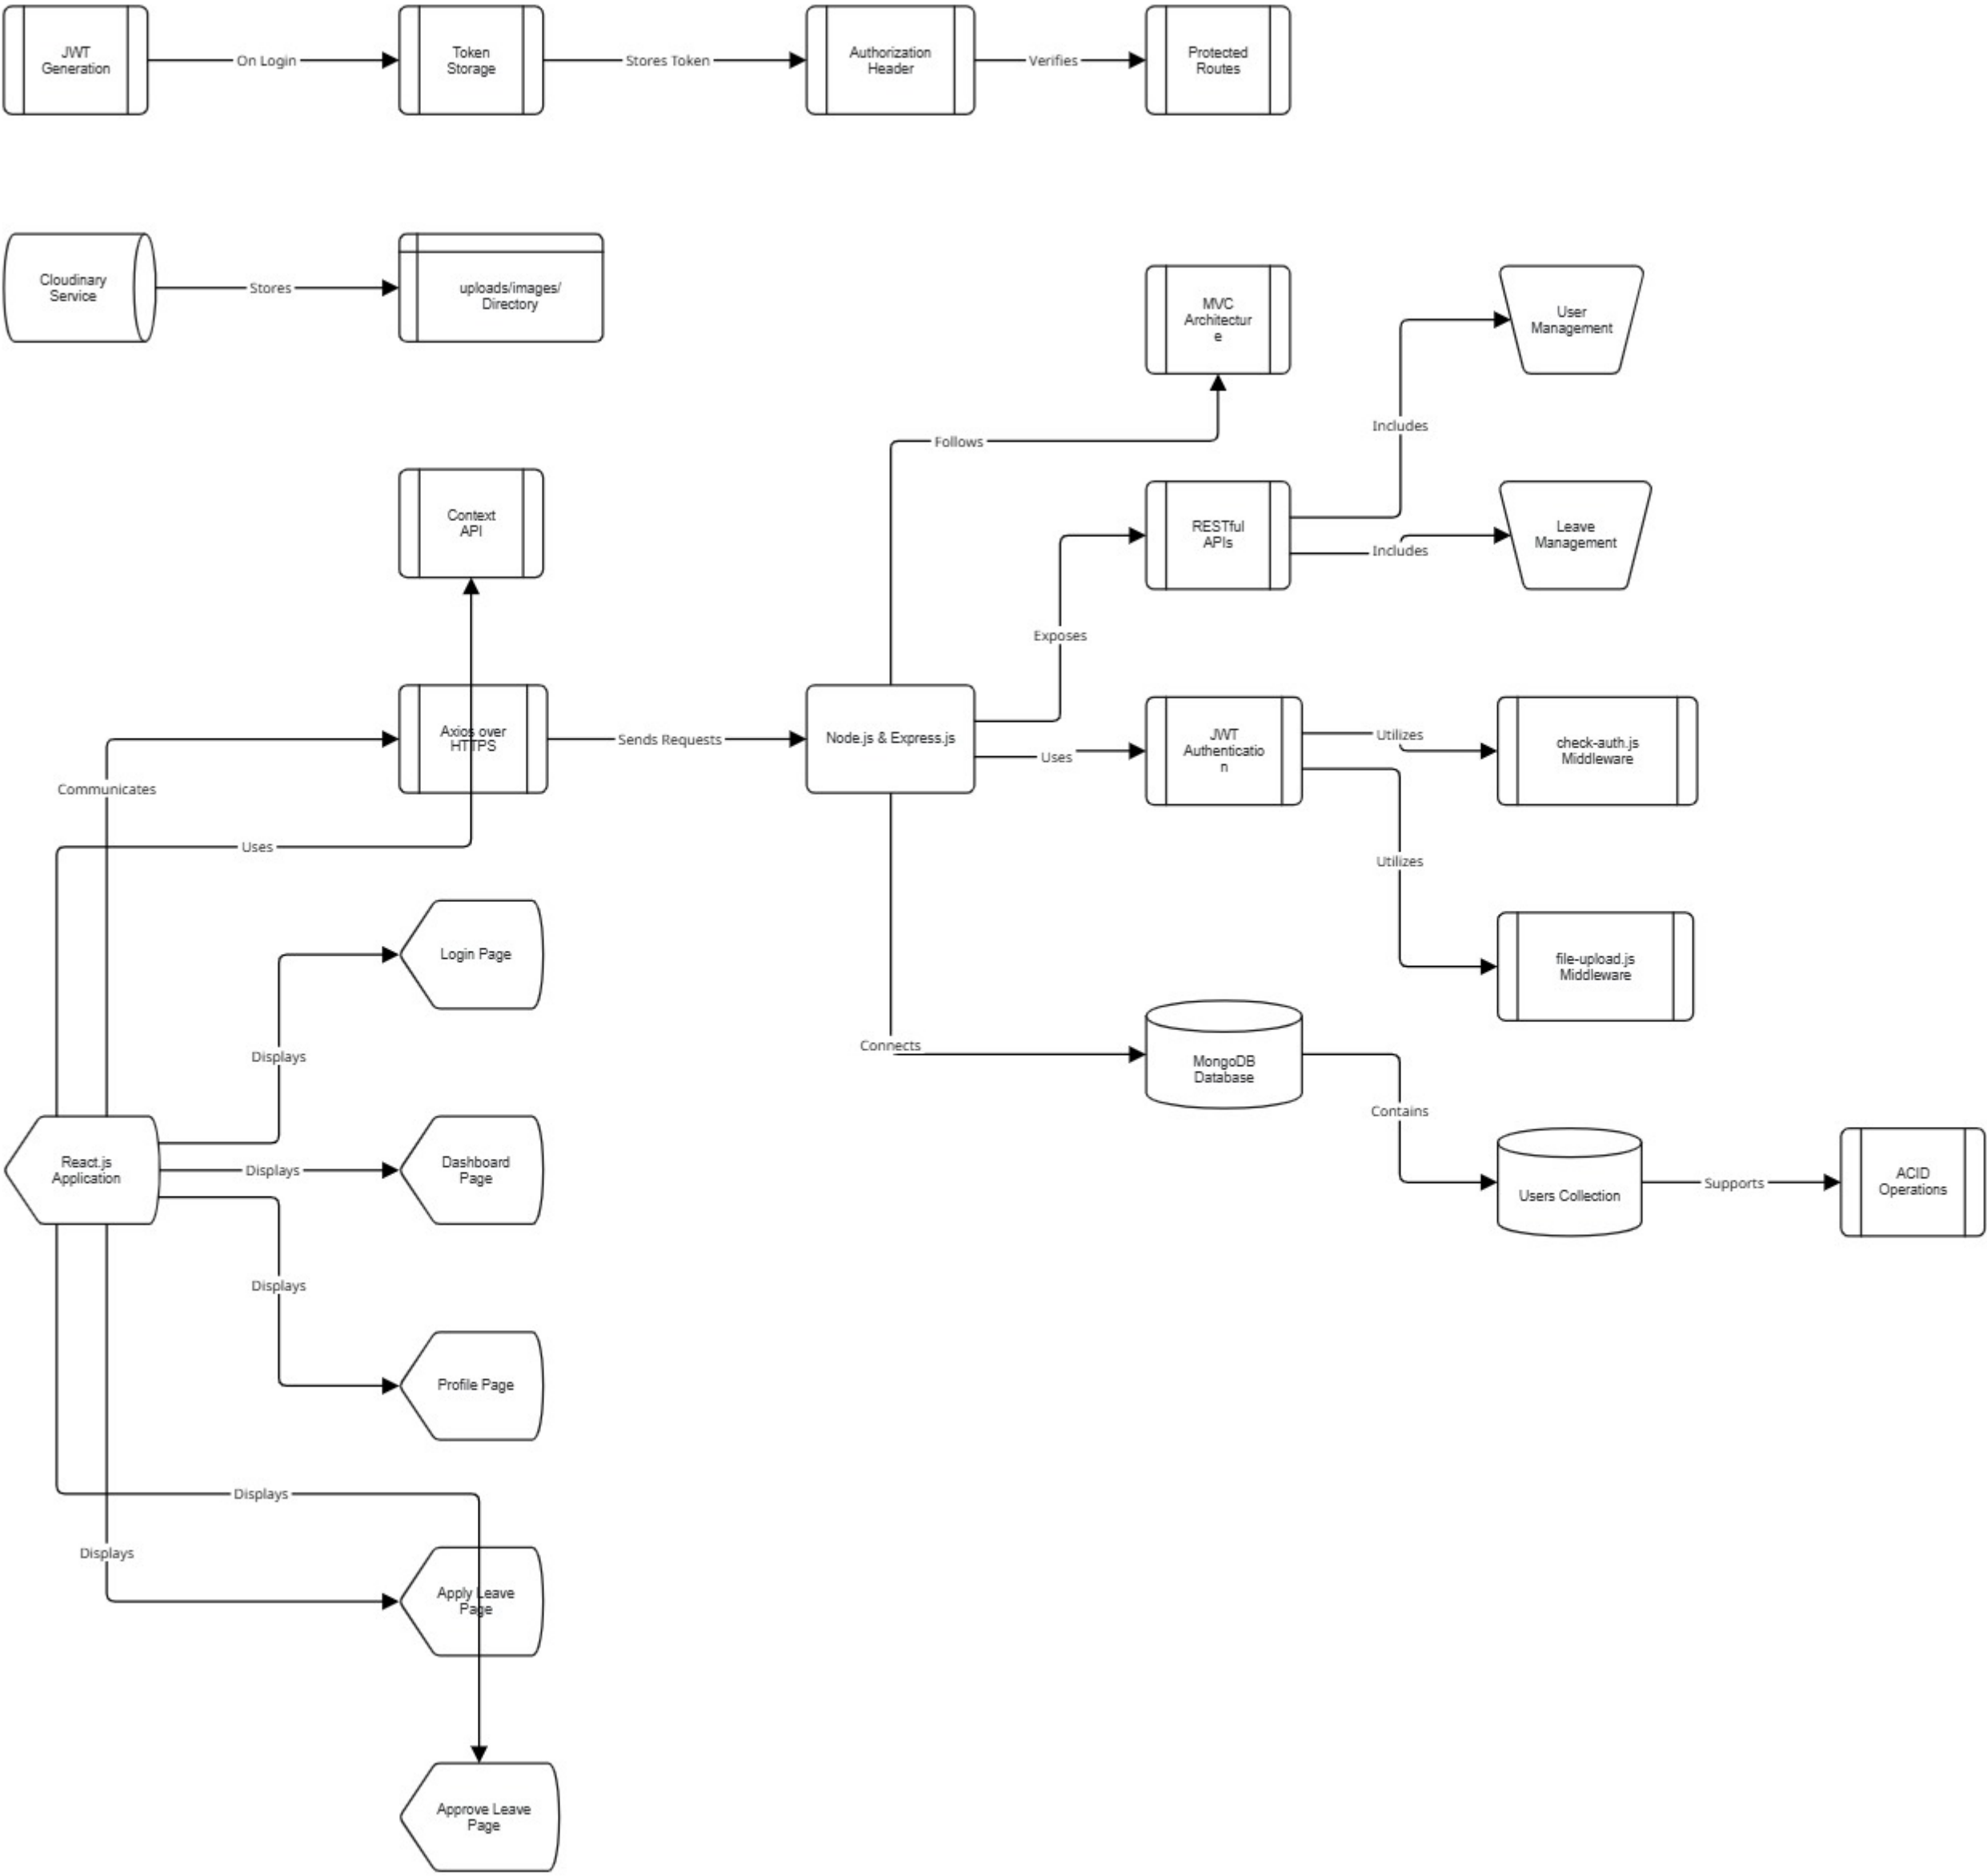 JWT
Generation
On Login
Token
Storage
Stores Token
Authorization
Header
Verifies
Protected
Routes
Cloudinary
Service
Stores
uploads/images/
Directory
MVC
Architectur
e
User
Management
Includes
Follows
Context
API
RESTful
APIs
Includes
Leave
Management
Exposes
Axios over
HTTPS
Sends Requests
Node.js & Express.js
Uses
JWT
Authenticatio
n
Utilizes
check-auth.js
Middleware
Communicates
Uses
Utilizes
Login Page
file-upload.js
Middleware
Displays
Connects
MongoDB
Database
Contains
React.js
Application
Displays
Dashboard
Page
Users Collection
Supports
ACID
Operations
Displays
Profile Page
Displays
Displays
Apply Leave
Page
Approve Leave
Page